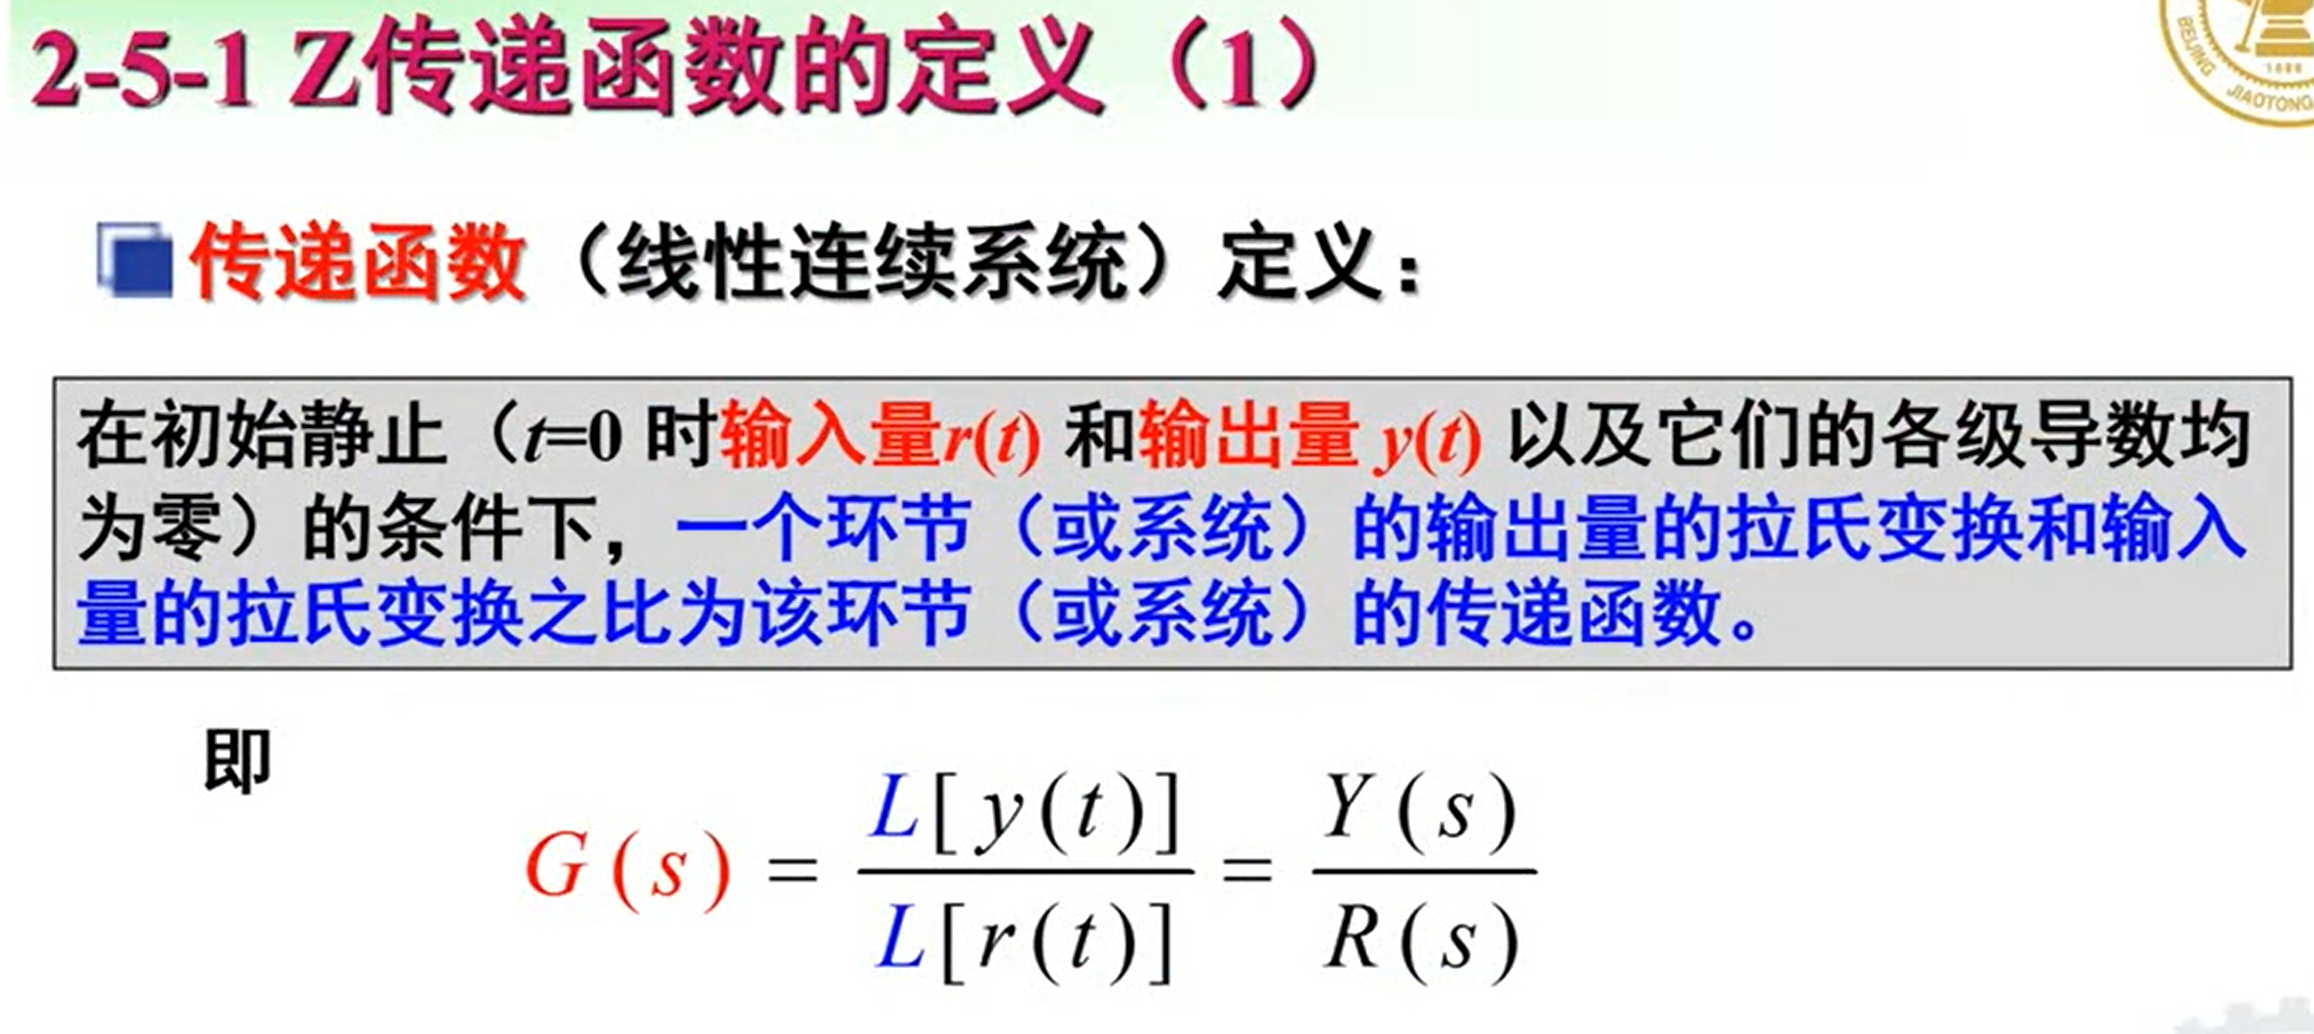 2-5-1 Z传递函数的定义（1）
BEIJING JIAOTONG
1896
传递函数（线性连续系统）定义：
在初始静止（t=0 时输入量r(t) 和输出量 y(t) 以及它们的各级导数均
为零）的条件下，一个环节（或系统）的输出量的拉氏变换和输入
量的拉氏变换之比为该环节（或系统）的传递函数。
即
G(s) = L[y(t)] / L[r(t)] = Y(s) / R(s)